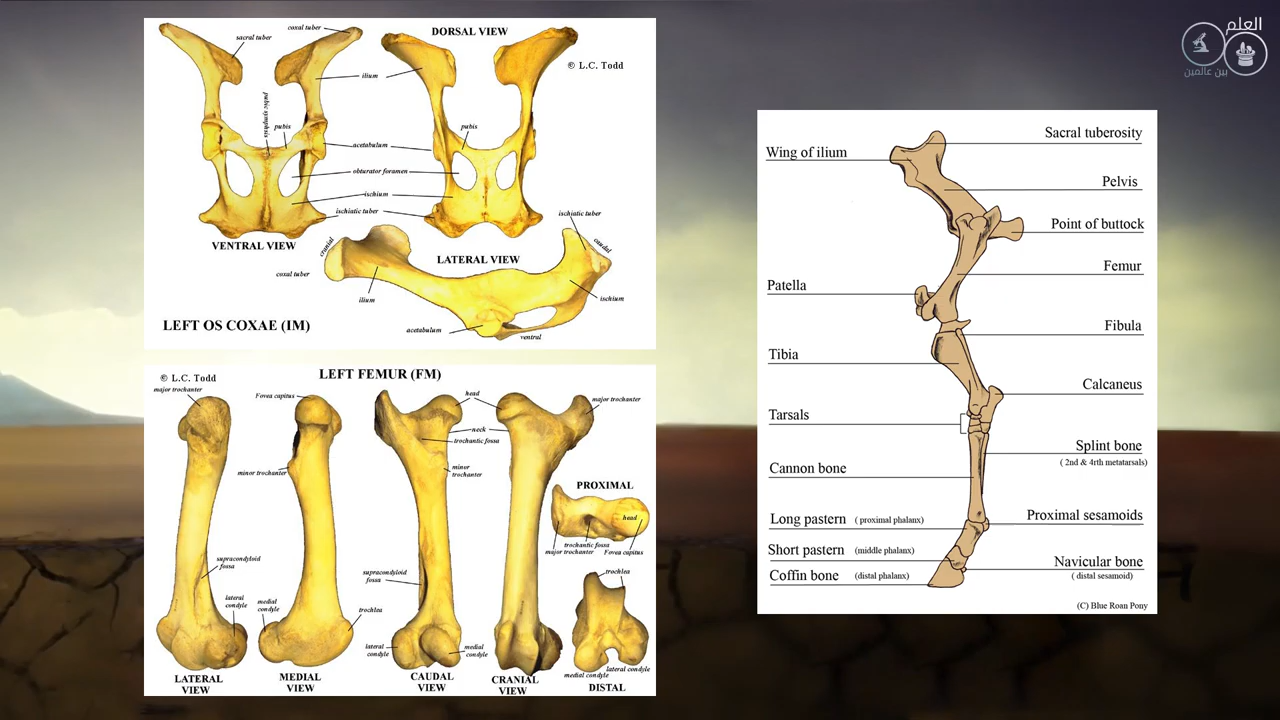 العلم
بين عالمين
coxal tuber
sacral tuber
DORSAL VIEW
© L.C. Todd
ilium
pubic symphysis
pubis
pubis
acetabulum
obturator foramen
ischium
ischiatic tuber
VENTRAL VIEW
ischiatic tuber
cranial
caudal
LATERAL VIEW
coxal tuber
ilium
ischium
LEFT OS COXAE (IM)
acetabulum
ventral
LEFT FEMUR (FM)
© L.C. Todd
major trochanter
Fovea capitus
head
major trochanter
neck
trochantic fossa
minor trochanter
minor
trochanter
PROXIMAL
head
trochantic fossa
major trochanter
Fovea capitus
supracondyloid
fossa
supracondyloid
fossa
trochlea
lateral
condyle
medial
condyle
trochlea
lateral
condyle
medial
condyle
lateral condyle
medial condyle
LATERAL
VIEW
MEDIAL
VIEW
CAUDAL
VIEW
CRANIAL
VIEW
DISTAL
Sacral tuberosity
Wing of ilium
Pelvis
Point of buttock
Femur
Patella
Fibula
Tibia
Calcaneus
Tarsals
Splint bone
( 2nd & 4rth metatarsals)
Cannon bone
Proximal sesamoids
Long pastern ( proximal phalanx)
Short pastern (middle phalanx)
Navicular bone
( distal sesamoid)
Coffin bone (distal phalanx)
(C) Blue Roan Pony